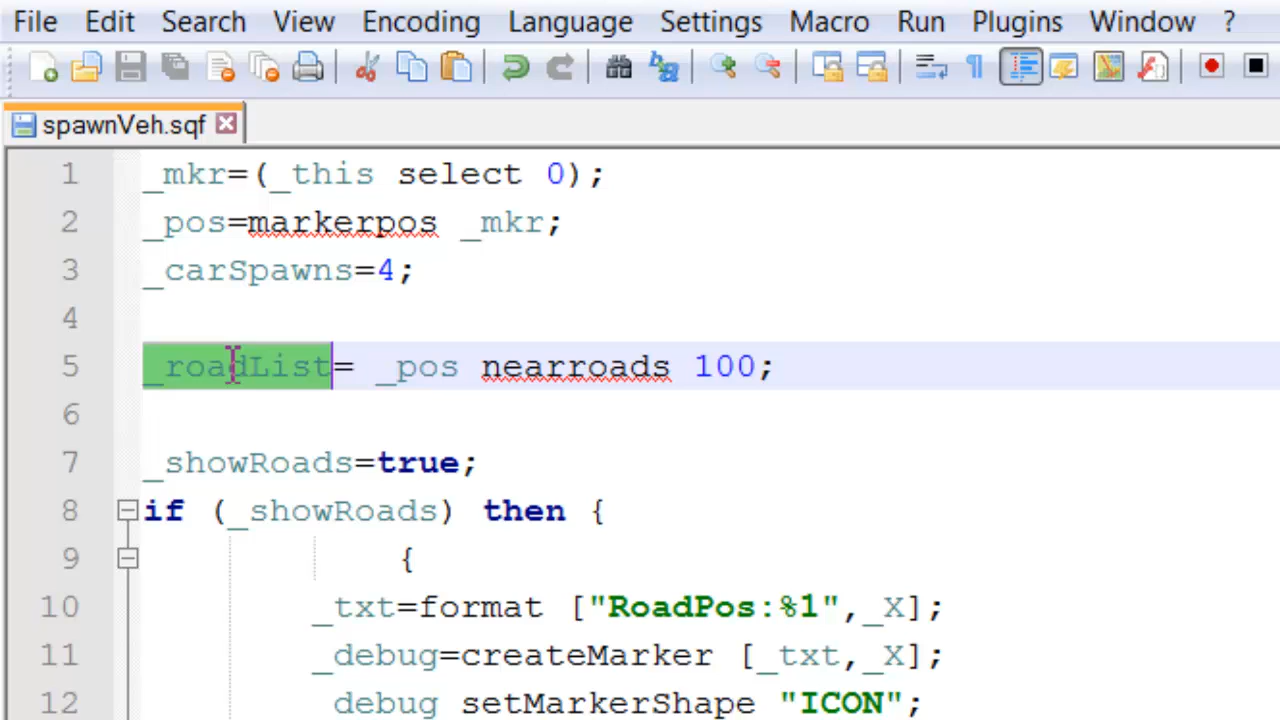 File Edit Search View Encoding Language Settings Macro Run Plugins Window ?
spawnVeh.sqf
1 _mkr=(_this select 0);
2 _pos=markerpos _mkr;
3 _carSpawns=4;
4
5 _roadList= _pos nearroads 100;
6
7 _showRoads=true;
8 if (_showRoads) then {
9 {
10 _txt=format ["RoadPos:%1",_X];
11 _debug=createMarker [_txt,_X];
12 _debug setMarkerShape "ICON";